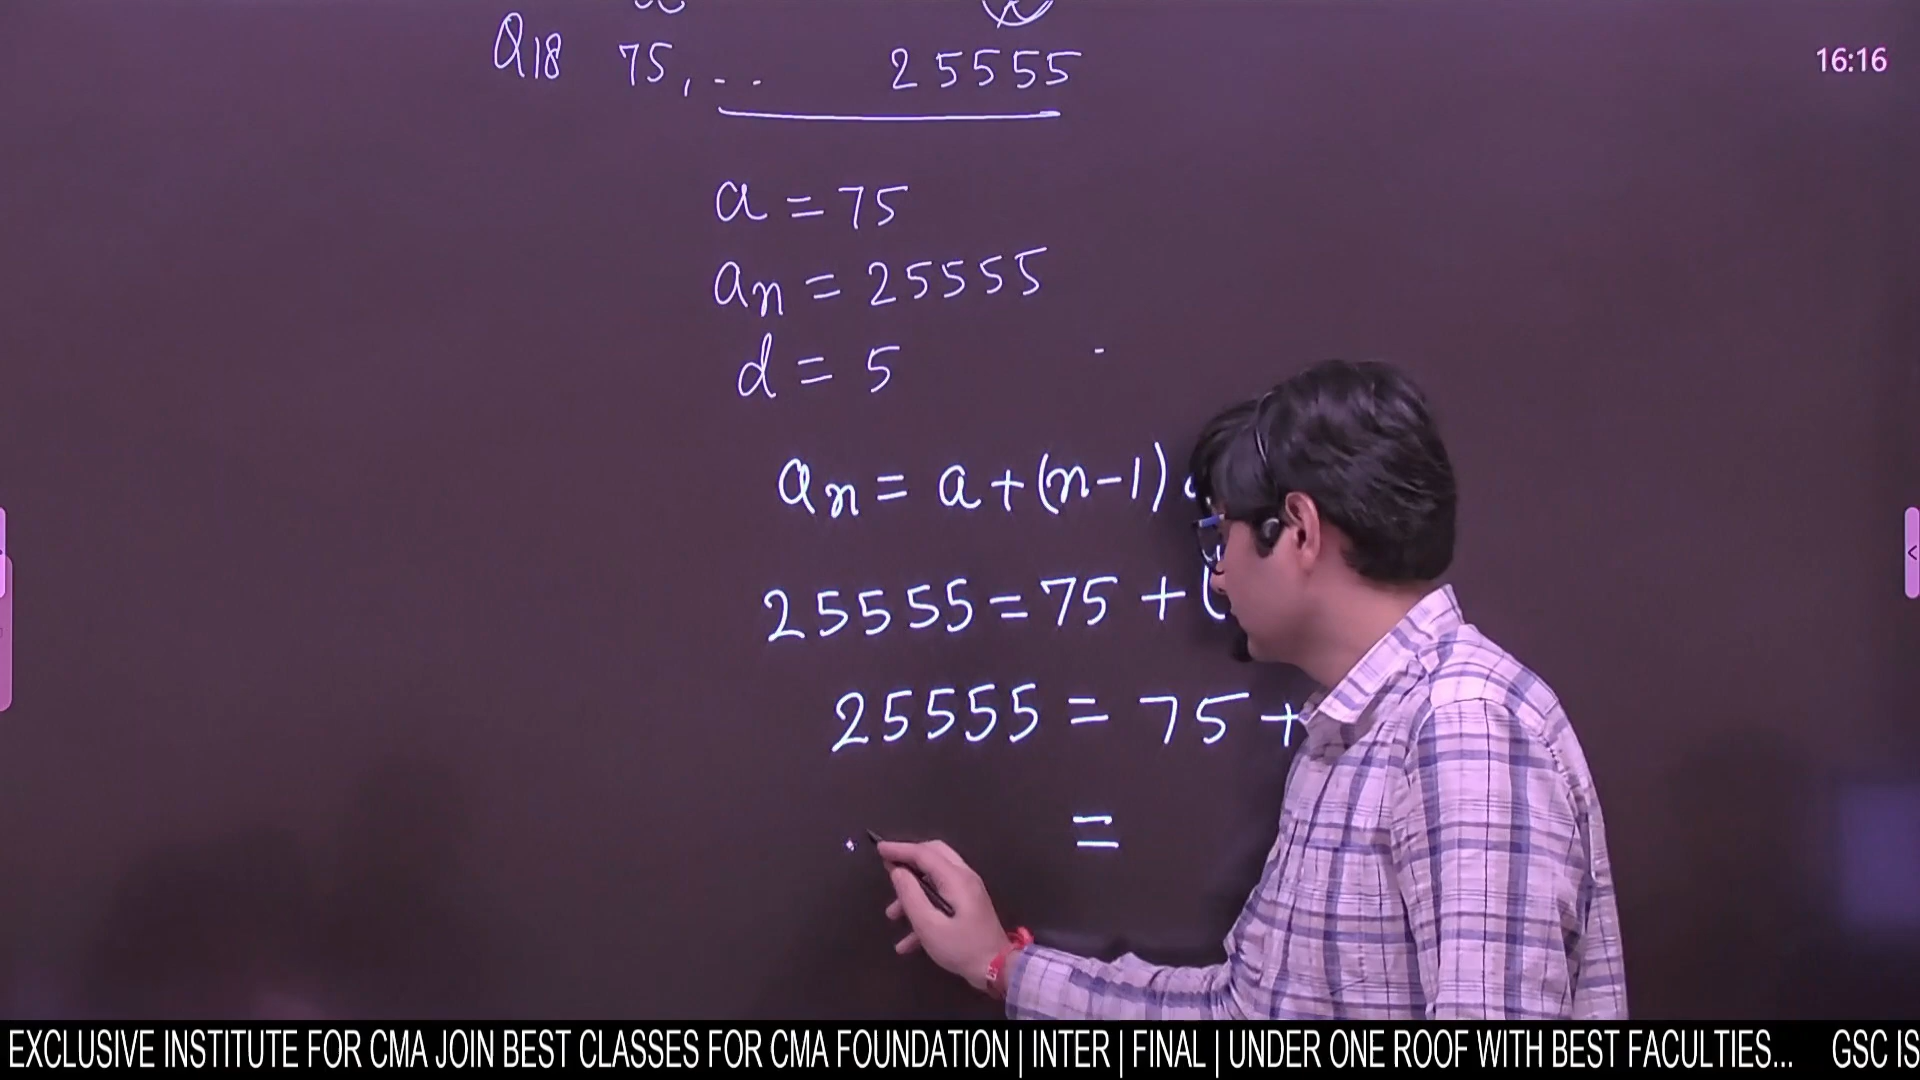 Q18 75, ... 25555
16:16
a = 75
an = 25555
d = 5
an = a + (n-1)
25555 = 75 + (
25555 = 75 +
=
<
EXCLUSIVE INSTITUTE FOR CMA JOIN BEST CLASSES FOR CMA FOUNDATION | INTER | FINAL | UNDER ONE ROOF WITH BEST FACULTIES... GSC IS